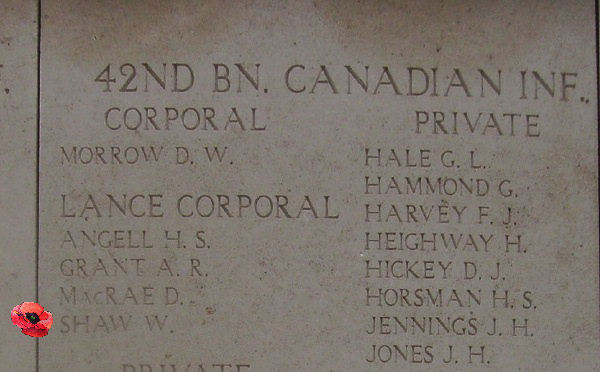 42ND BN. CANADIAN INF.,
CORPORAL
MORROW D. W.
LANCE CORPORAL
ANGELL H. S.
GRANT A. R.
MACRAE D.
SHAW W.
PRIVATE
PRIVATE
HALE G. L.
HAMMOND G.
HARVEY F. J.
HEIGHWAY H.
HICKEY D. J.
HORSMAN H. S.
JENNINGS J. H.
JONES J. H.